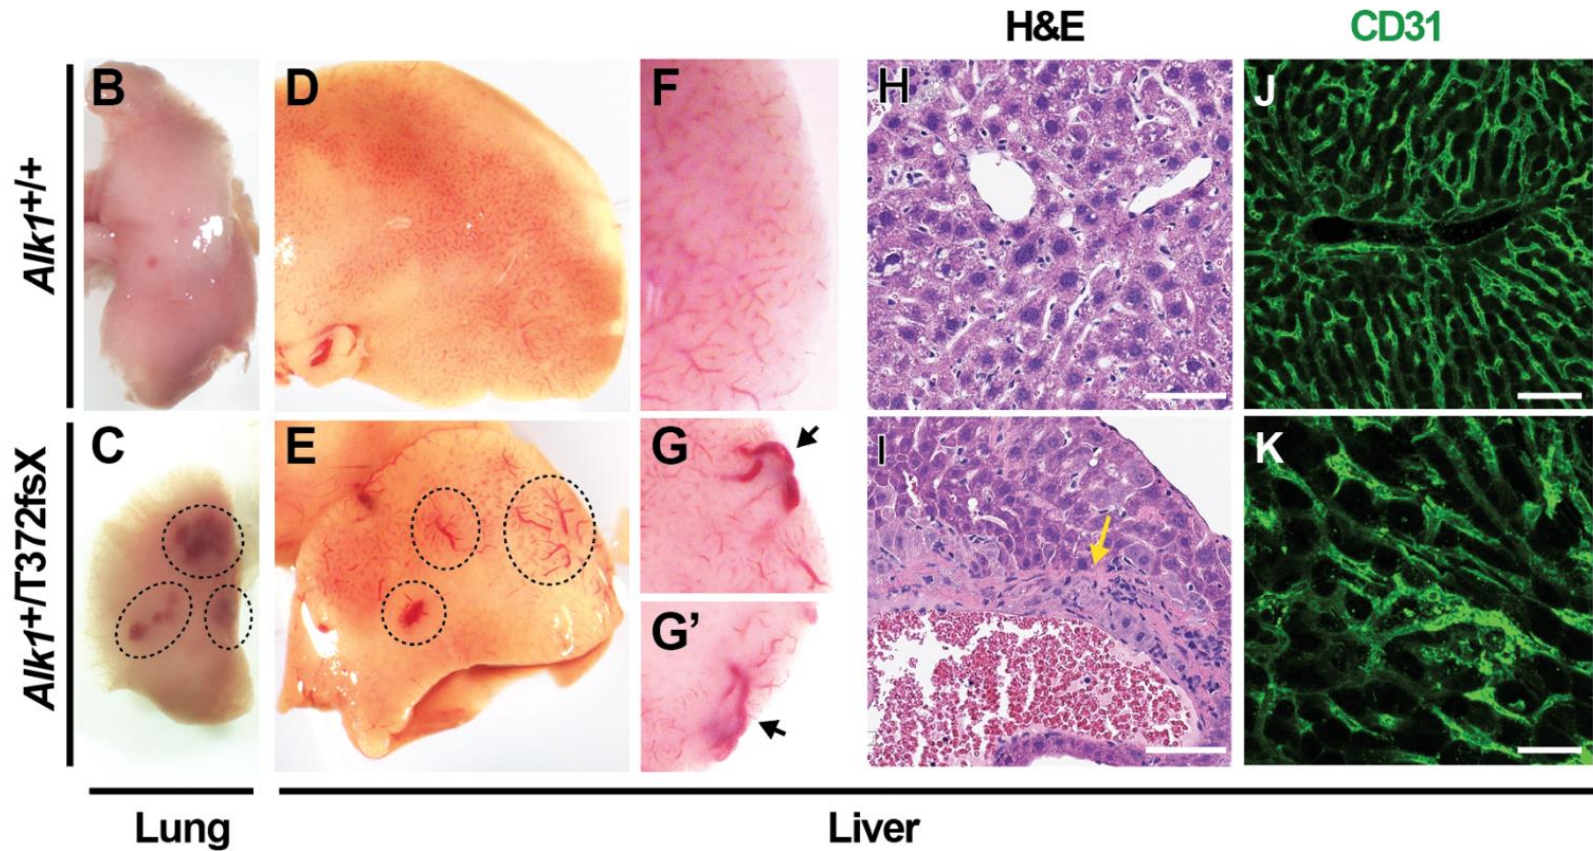 H&E CD31
Alk1+/+
B D F H J
Alk1+/T372fsX
C E G I K
G'
Lung Liver